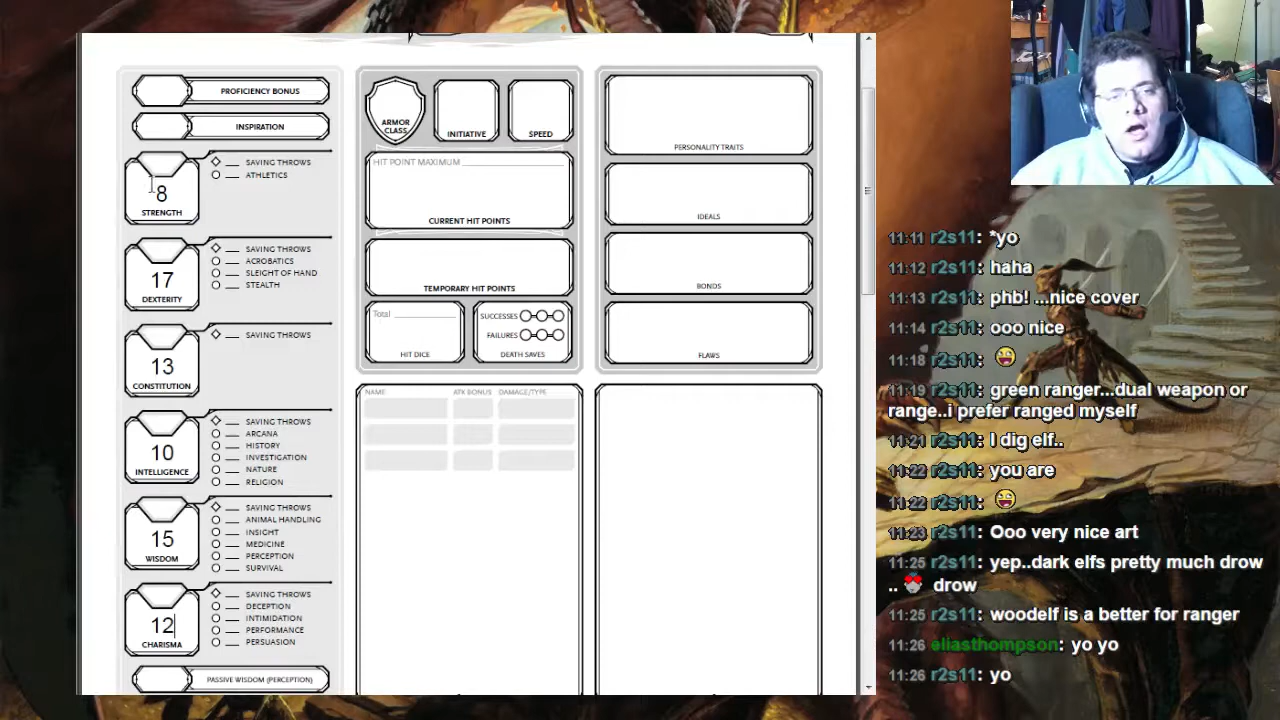 PROFICIENCY BONUS
INSPIRATION
8
STRENGTH
SAVING THROWS
ATHLETICS
17
DEXTERITY
SAVING THROWS
ACROBATICS
SLEIGHT OF HAND
STEALTH
13
CONSTITUTION
SAVING THROWS
10
INTELLIGENCE
SAVING THROWS
ARCANA
HISTORY
INVESTIGATION
NATURE
RELIGION
15
WISDOM
SAVING THROWS
ANIMAL HANDLING
INSIGHT
MEDICINE
PERCEPTION
SURVIVAL
12
CHARISMA
SAVING THROWS
DECEPTION
INTIMIDATION
PERFORMANCE
PERSUASION
PASSIVE WISDOM (PERCEPTION)
ARMOR
CLASS
INITIATIVE
SPEED
HIT POINT MAXIMUM
CURRENT HIT POINTS
TEMPORARY HIT POINTS
Total
HIT DICE
SUCCESSES
FAILURES
DEATH SAVES
NAME ATK BONUS DAMAGE/TYPE
PERSONALITY TRAITS
IDEALS
BONDS
FLAWS
11:11 r2s11: *yo
11:12 r2s11: haha
11:13 r2s11: phb! ...nice cover
11:14 r2s11: ooo nice
11:18 r2s11:
11:19 r2s11: green ranger...dual weapon or
range..i prefer ranged myself
11:21 r2s11: I dig elf..
11:22 r2s11: you are
11:22 r2s11:
11:23 r2s11: Ooo very nice art
11:25 r2s11: yep..dark elfs pretty much drow
.. drow
11:25 r2s11: woodelf is a better for ranger
11:26 eliasthompson: yo yo
11:26 r2s11: yo